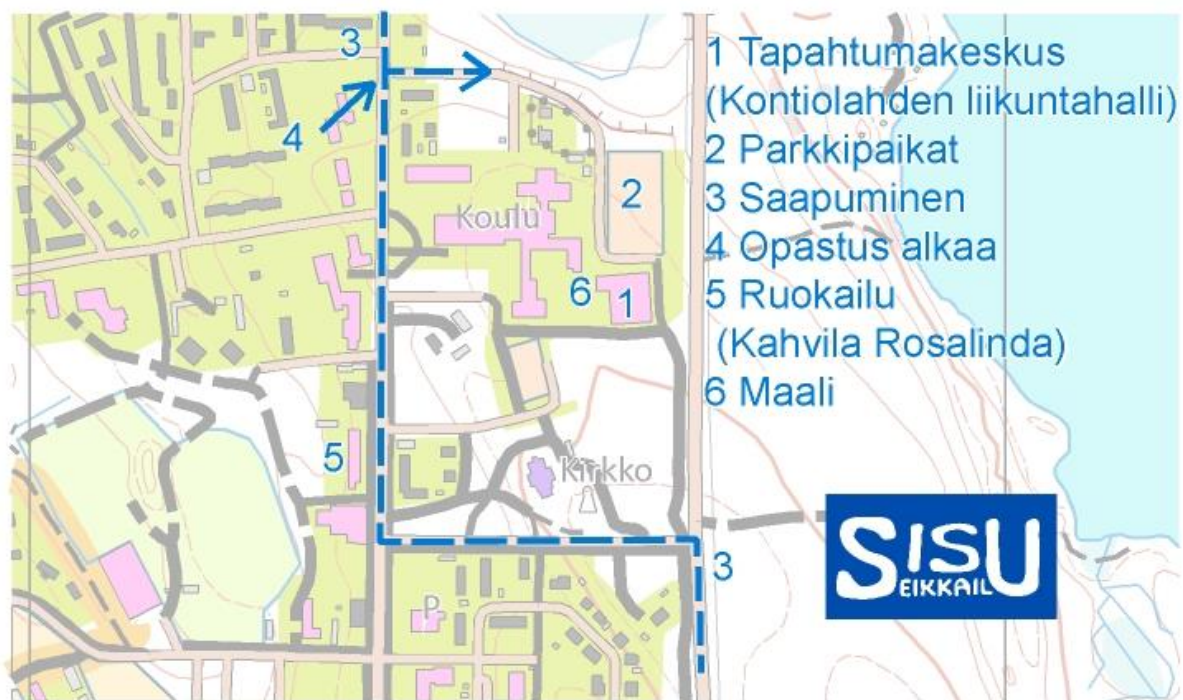 3
4
2
Koulu
6
1
5
Kirkko
3
P
1 Tapahtumakeskus
(Kontiolahden liikuntahalli)
2 Parkkipaikat
3 Saapuminen
4 Opastus alkaa
5 Ruokailu
(Kahvila Rosalinda)
6 Maali
SISU
SEIKKAILU